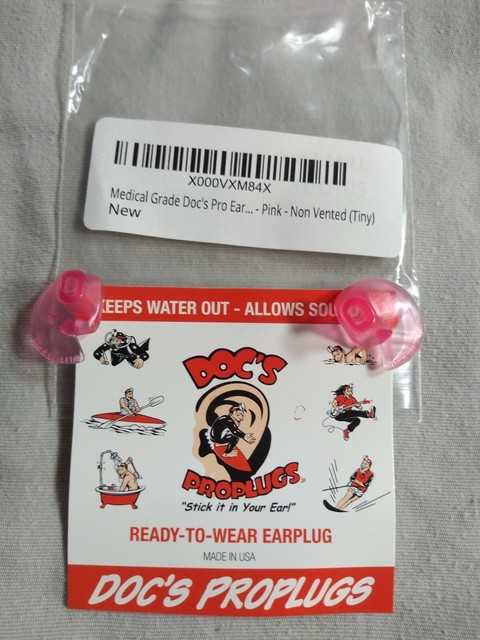 X000VXM84X
Medical Grade Doc's Pro Ear... - Pink - Non Vented (Tiny)
New
KEEPS WATER OUT - ALLOWS
DOC'S
PROPLUGS
"Stick it in Your Ear!"
READY-TO-WEAR EARPLUG
MADE IN USA
DOC'S PROPLUGS